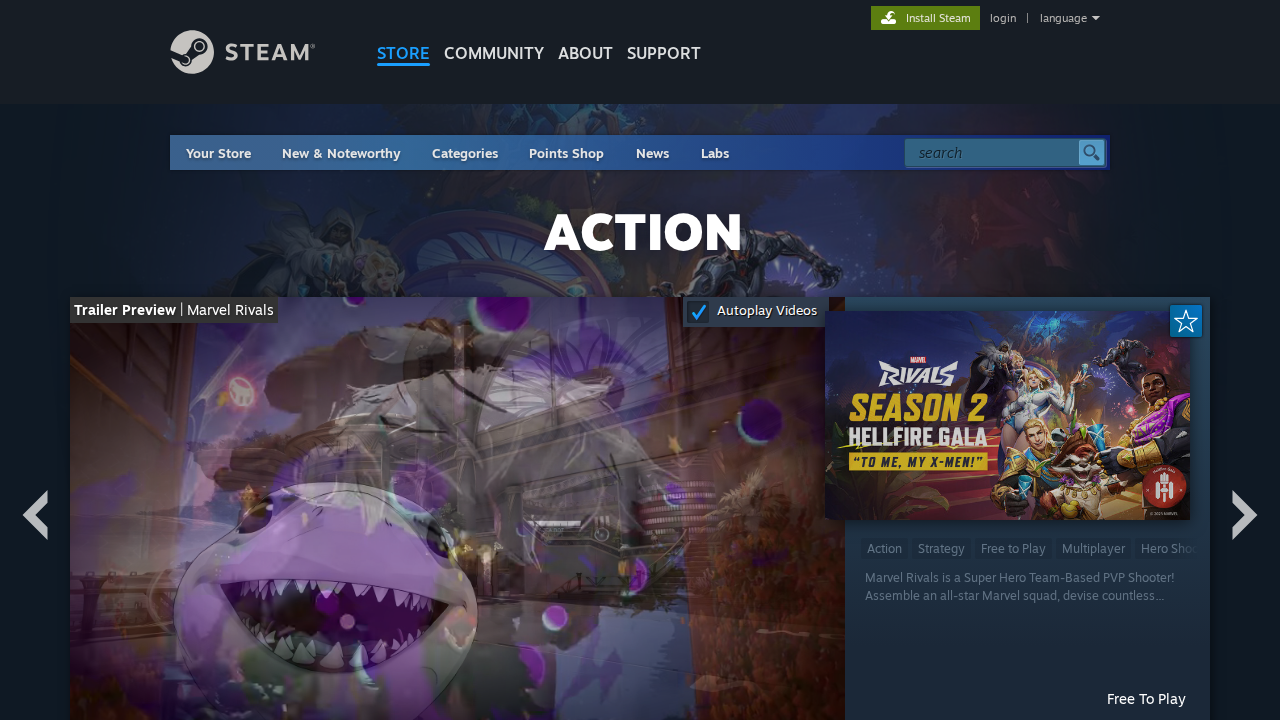 Install Steam
login | language
STEAM®
STORE COMMUNITY ABOUT SUPPORT
Your Store New & Noteworthy Categories Points Shop News Labs
search
ACTION
Trailer Preview | Marvel Rivals
Autoplay Videos
MARVEL
RIVALS
SEASON 2
HELLFIRE GALA
“TO ME, MY X-MEN!”
© 2025 MARVEL
Action Strategy Free to Play Multiplayer Hero Shoo
Marvel Rivals is a Super Hero Team-Based PVP Shooter!
Assemble an all-star Marvel squad, devise countless...
Free To Play